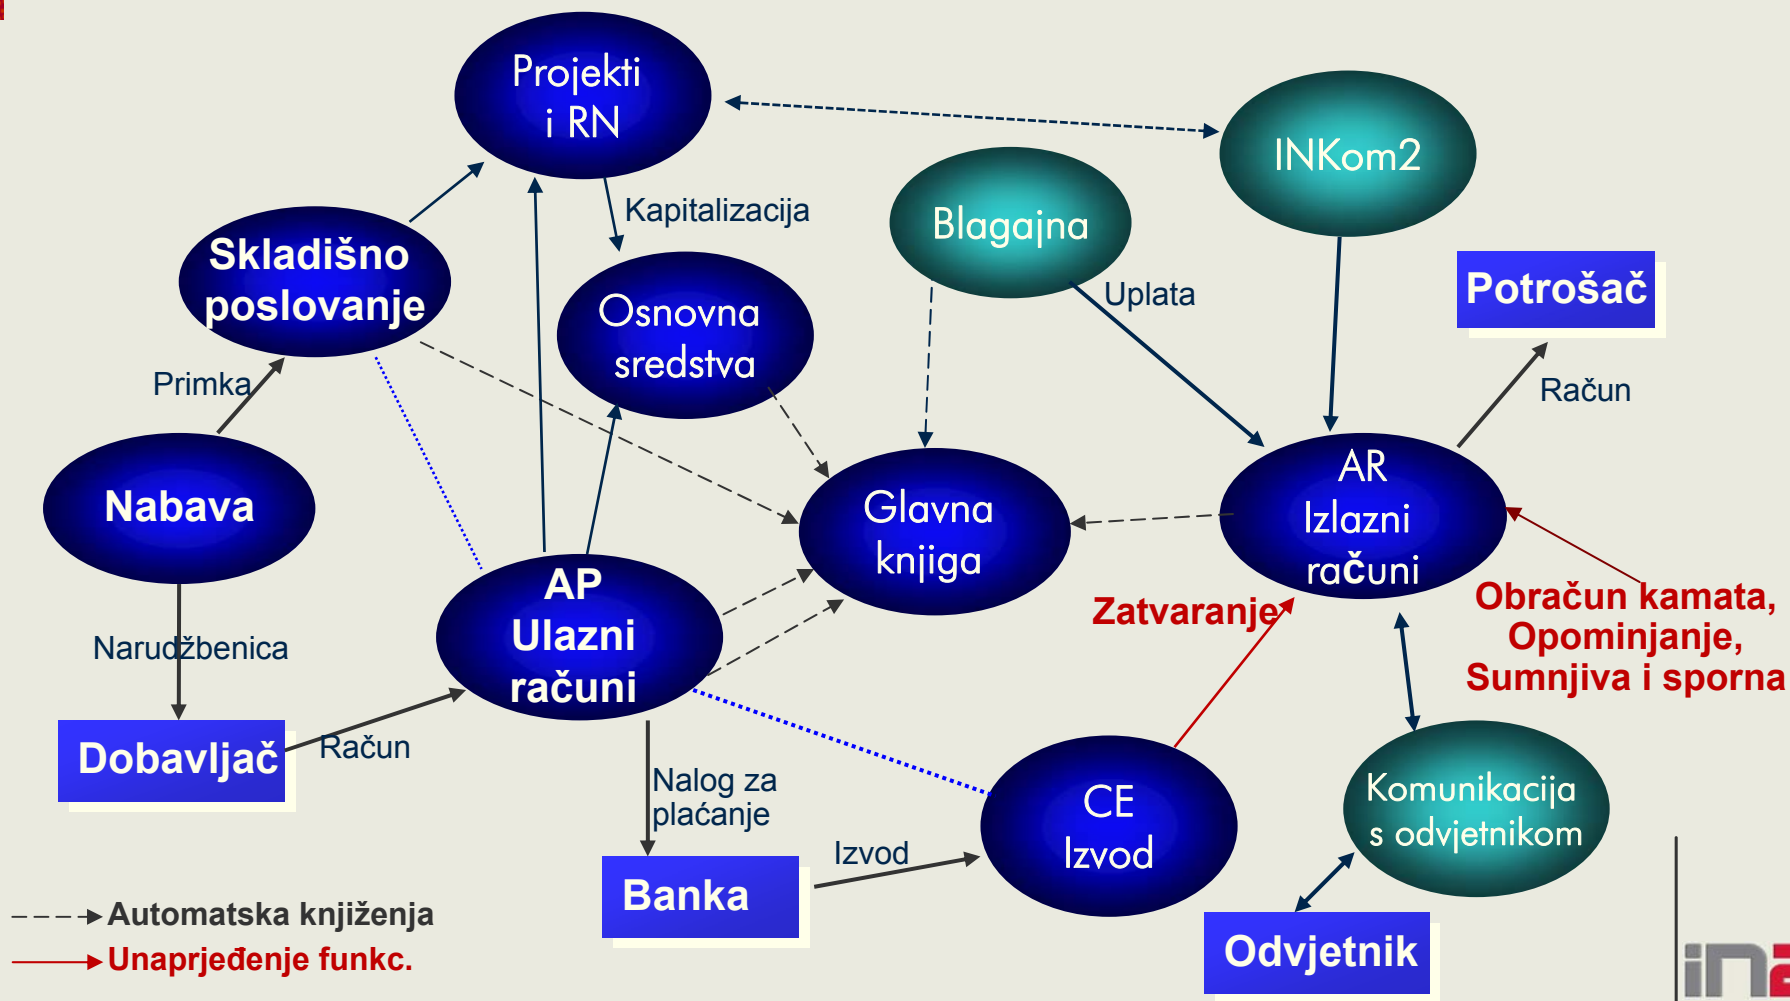 Projekti
i RN
INKom2
Blagajna
Kapitalizacija
Skladišno
poslovanje
Potrošač
Uplata
Osnovna
sredstva
Primka
Račun
AR
Izlazni
računi
Nabava
Glavna
knjiga
AP
Ulazni
računi
Zatvaranje
Obračun kamata,
Opominjanje,
Sumnjiva i sporna
Narudžbenica
Dobavljač
Račun
Nalog za
plaćanje
CE
Izvod
Komunikacija
s odvjetnikom
Izvod
Banka
Automatska knjiženja
Odvjetnik
Unaprjeđenje funkc.